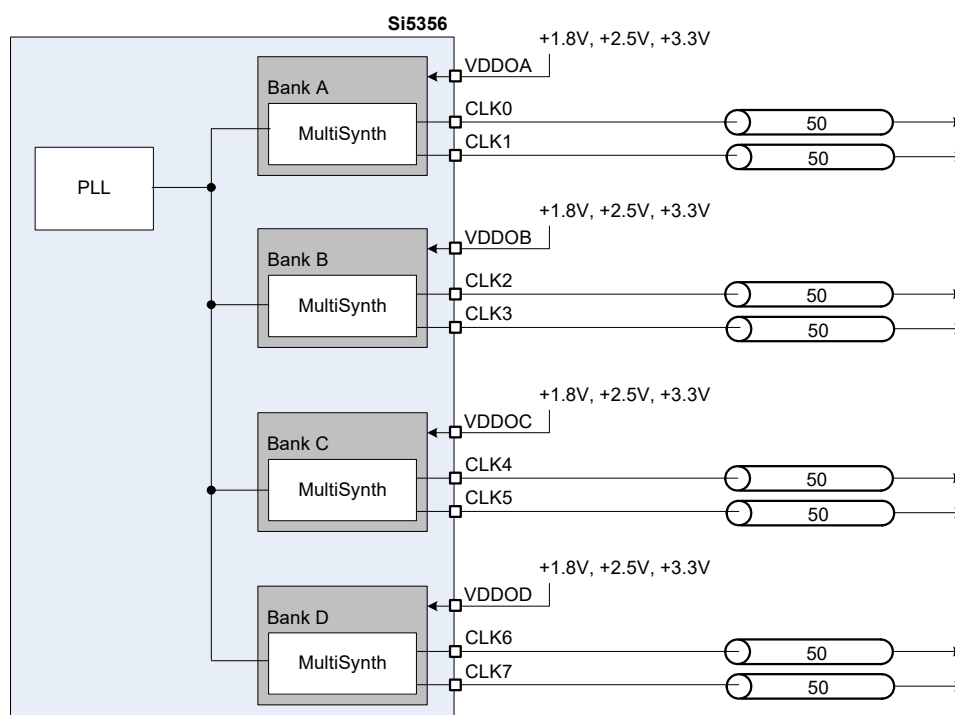 Si5356
+1.8V, +2.5V, +3.3V
VDDOA
Bank A
CLK0
50
MultiSynth
CLK1
50
PLL
+1.8V, +2.5V, +3.3V
VDDOB
Bank B
CLK2
50
MultiSynth
CLK3
50
+1.8V, +2.5V, +3.3V
VDDOC
Bank C
CLK4
50
MultiSynth
CLK5
50
+1.8V, +2.5V, +3.3V
VDDOD
Bank D
CLK6
50
MultiSynth
CLK7
50